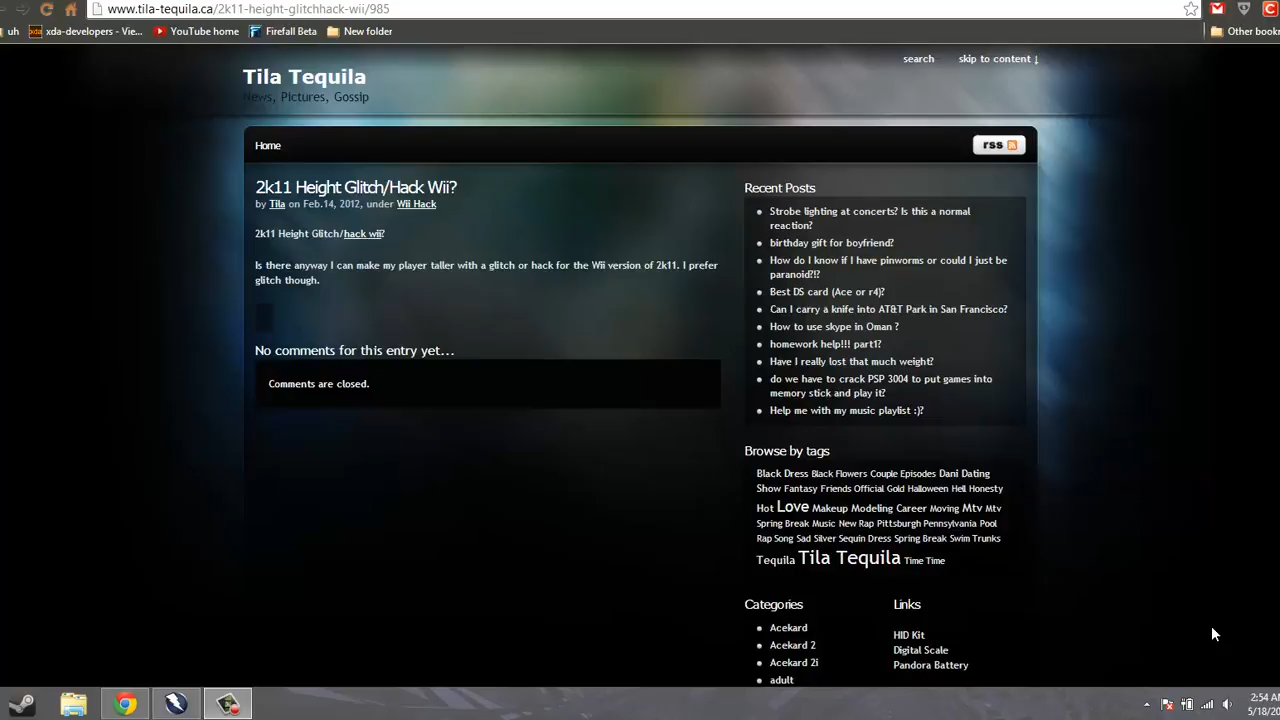 www.tila-tequila.ca/2k11-height-glitchhack-wii/985
uh
xda-developers - Vie...
YouTube home
Firefall Beta
New folder
Other book
search
skip to content ↓
Tila Tequila
News, Pictures, Gossip
Home
rss
2k11 Height Glitch/Hack Wii?
by Tila on Feb.14, 2012, under Wii Hack
2k11 Height Glitch/hack wii?
Is there anyway I can make my player taller with a glitch or hack for the Wii version of 2k11. I prefer
glitch though.
No comments for this entry yet...
Comments are closed.
Recent Posts
Strobe lighting at concerts? Is this a normal
reaction?
birthday gift for boyfriend?
How do I know if I have pinworms or could I just be
paranoid?!?
Best DS card (Ace or r4)?
Can I carry a knife into AT&T Park in San Francisco?
How to use skype in Oman ?
homework help!!! part1?
Have I really lost that much weight?
do we have to crack PSP 3004 to put games into
memory stick and play it?
Help me with my music playlist :)?
Browse by tags
Black Dress Black Flowers Couple Episodes Dani Dating
Show Fantasy Friends Official Gold Halloween Hell Honesty
Hot Love Makeup Modeling Career Moving Mtv Mtv
Spring Break Music New Rap Pittsburgh Pennsylvania Pool
Rap Song Sad Silver Sequin Dress Spring Break Swim Trunks
Tequila Tila Tequila Time Time
Categories
Acekard
Acekard 2
Acekard 2i
adult
Links
HID Kit
Digital Scale
Pandora Battery
2:54 AM
5/18/20